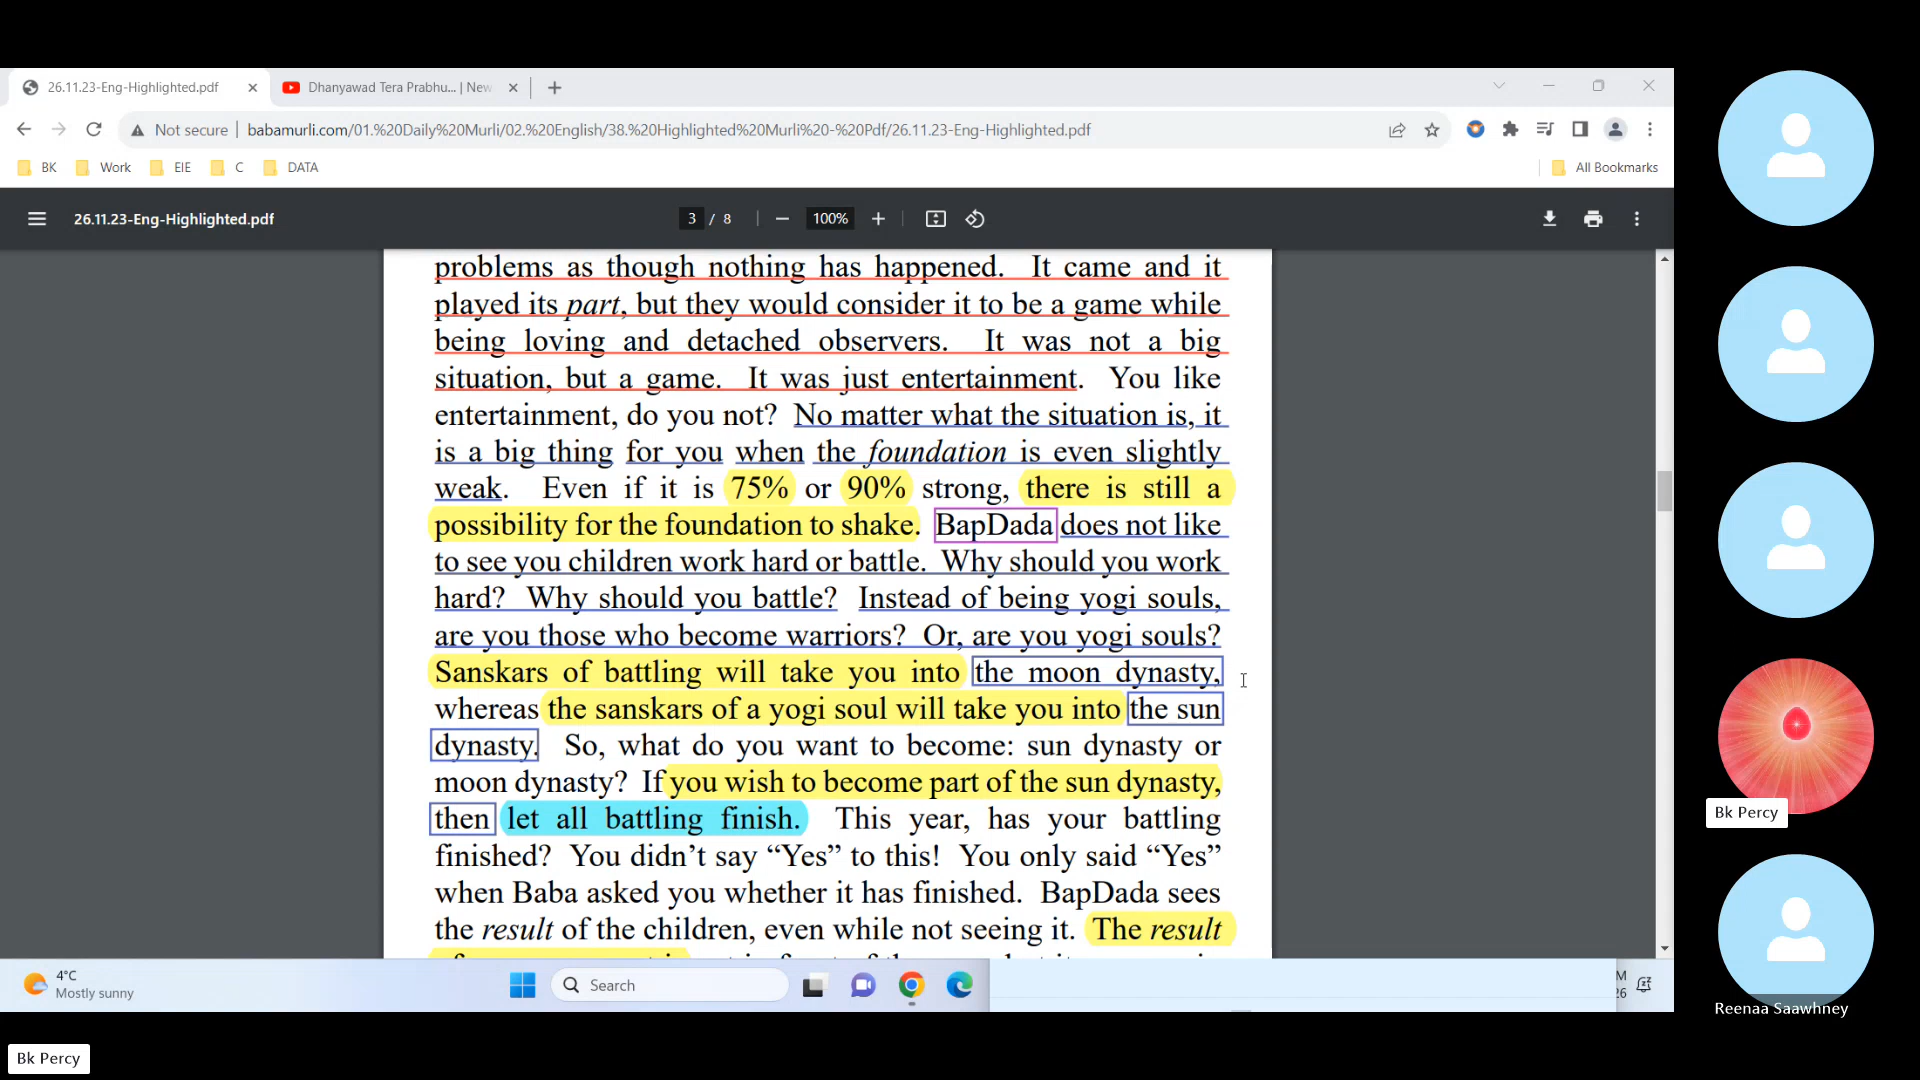 26.11.23-Eng-Highlighted.pdf
Dhanyawad Tera Prabhu... | New
Not secure | babamurli.com/01.%20Daily%20Murli/02.%20English/38.%20Highlighted%20Murli%20-%20Pdf/26.11.23-Eng-Highlighted.pdf
BK Work EIE C DATA All Bookmarks
26.11.23-Eng-Highlighted.pdf 3 / 8 100%
problems as though nothing has happened. It came and it
played its part, but they would consider it to be a game while
being loving and detached observers. It was not a big
situation, but a game. It was just entertainment. You like
entertainment, do you not? No matter what the situation is, it
is a big thing for you when the foundation is even slightly
weak. Even if it is 75% or 90% strong, there is still a
possibility for the foundation to shake. BapDada does not like
to see you children work hard or battle. Why should you work
hard? Why should you battle? Instead of being yogi souls,
are you those who become warriors? Or, are you yogi souls?
Sanskars of battling will take you into the moon dynasty,
whereas the sanskars of a yogi soul will take you into the sun
dynasty. So, what do you want to become: sun dynasty or
moon dynasty? If you wish to become part of the sun dynasty,
then let all battling finish. This year, has your battling
finished? You didn't say “Yes” to this! You only said “Yes”
when Baba asked you whether it has finished. BapDada sees
the result of the children, even while not seeing it. The result
4°C
Mostly sunny
Search
M
26
Bk Percy
Reenaa Saawhney
Bk Percy